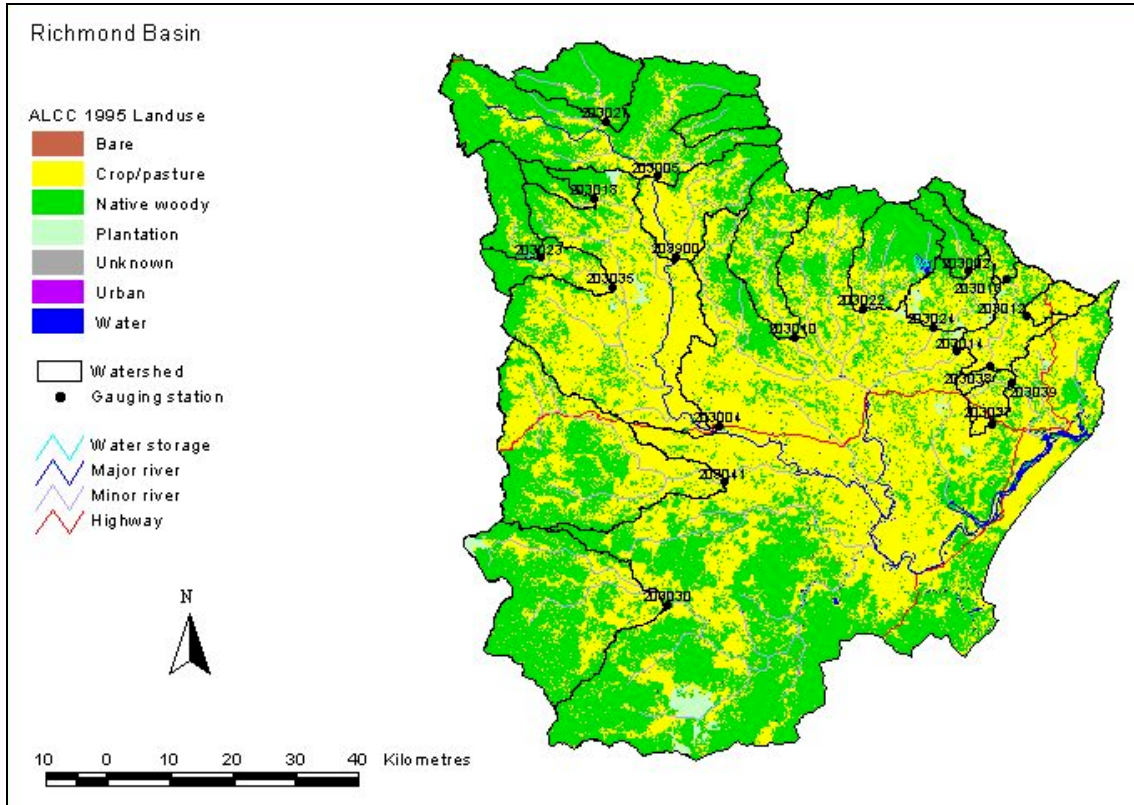 Richmond Basin
ALCC 1995 Landuse
Bare
Crop/pasture
Native woody
Plantation
Unknown
Urban
Water
Watershed
Gauging station
Water storage
Major river
Minor river
Highway
N
10 0 10 20 30 40 Kilometres
203005
203900
203023
203035
203012
203022
203010
203014
203039
203004
203041
203030